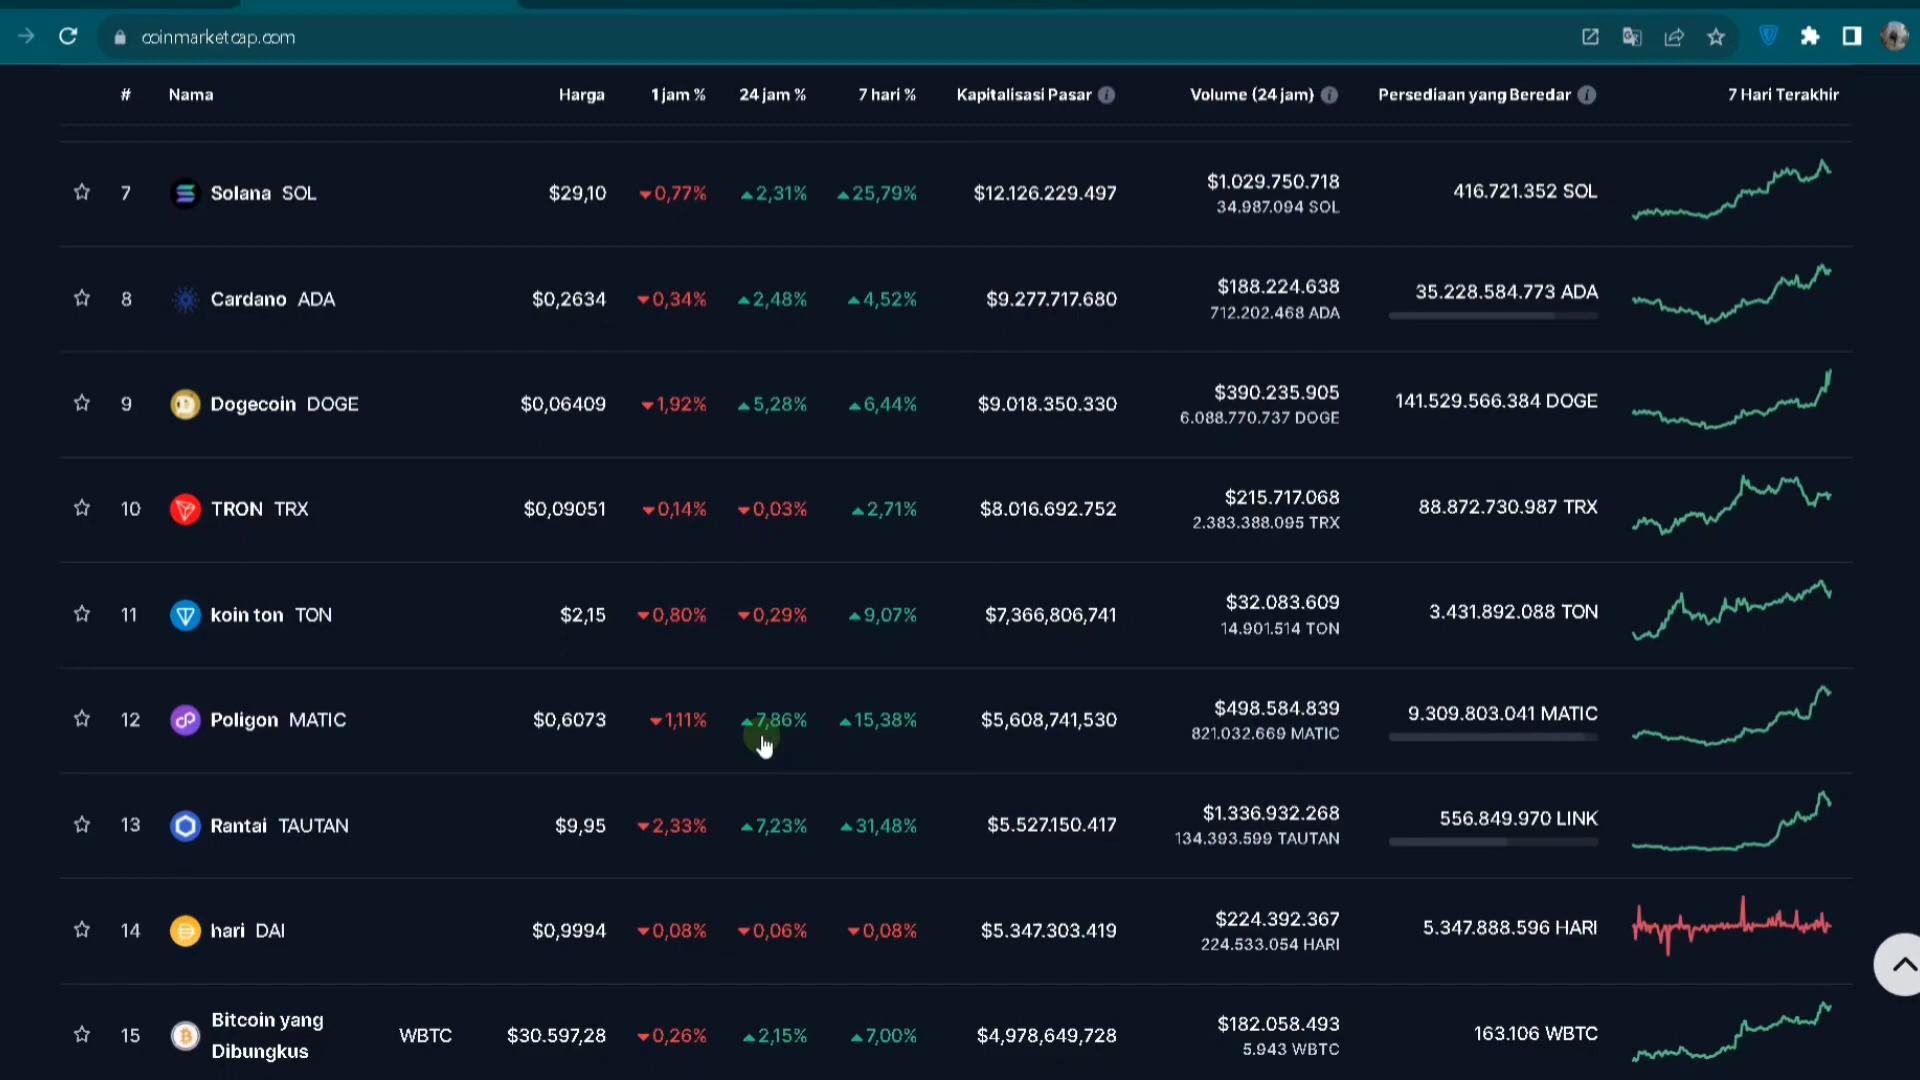 coinmarketcap.com
# Nama Harga 1 jam % 24 jam % 7 hari % Kapitalisasi Pasar Volume (24 jam) Persediaan yang Beredar 7 Hari Terakhir
$1.029.750.718
7 Solana SOL $29,10 0,77% 2,31% 25,79% $12.126.229.497 416.721.352 SOL
34.987.094 SOL
$188.224.638
8 Cardano ADA $0,2634 0,34% 2,48% 4,52% $9.277.717.680 35.228.584.773 ADA
712.202.468 ADA
$390.235.905
9 Dogecoin DOGE $0,06409 1,92% 5,28% 6,44% $9.018.350.330 141.529.566.384 DOGE
6.088.770.737 DOGE
$215.717.068
10 TRON TRX $0,09051 0,14% 0,03% 2,71% $8.016.692.752 88.872.730.987 TRX
2.383.388.095 TRX
$32.083.609
11 koin ton TON $2,15 0,80% 0,29% 9,07% $7,366,806,741 3.431.892.088 TON
14.901.514 TON
$498.584.839
12 Poligon MATIC $0,6073 1,11% 7,86% 15,38% $5,608,741,530 9.309.803.041 MATIC
821.032.669 MATIC
$1.336.932.268
13 Rantai TAUTAN $9,95 2,33% 7,23% 31,48% $5.527.150.417 556.849.970 LINK
134.393.599 TAUTAN
$224.392.367
14 hari DAI $0,9994 0,08% 0,06% 0,08% $5.347.303.419 5.347.888.596 HARI
224.533.054 HARI
Bitcoin yang $182.058.493
15 WBTC $30.597,28 0,26% 2,15% 7,00% $4,978,649,728 163.106 WBTC
Dibungkus 5.943 WBTC